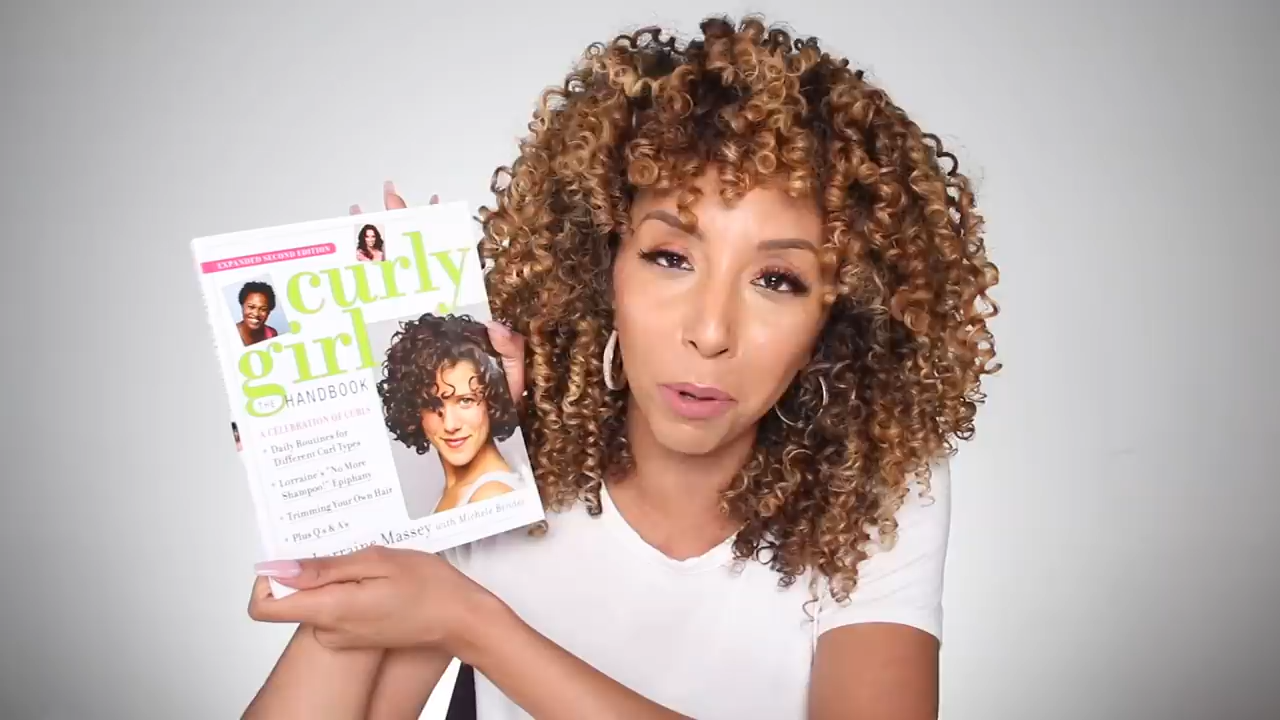 EXPANDED SECOND EDITION
curly
girl
THE HANDBOOK
A CELEBRATION OF CURLS
* Daily Routines for
Different Curl Types
* Lorraine's "No More
Shampoo!" Epiphany
* Trimming Your Own Hair
* Plus Q's & A's
Lorraine Massey with Michele Bender